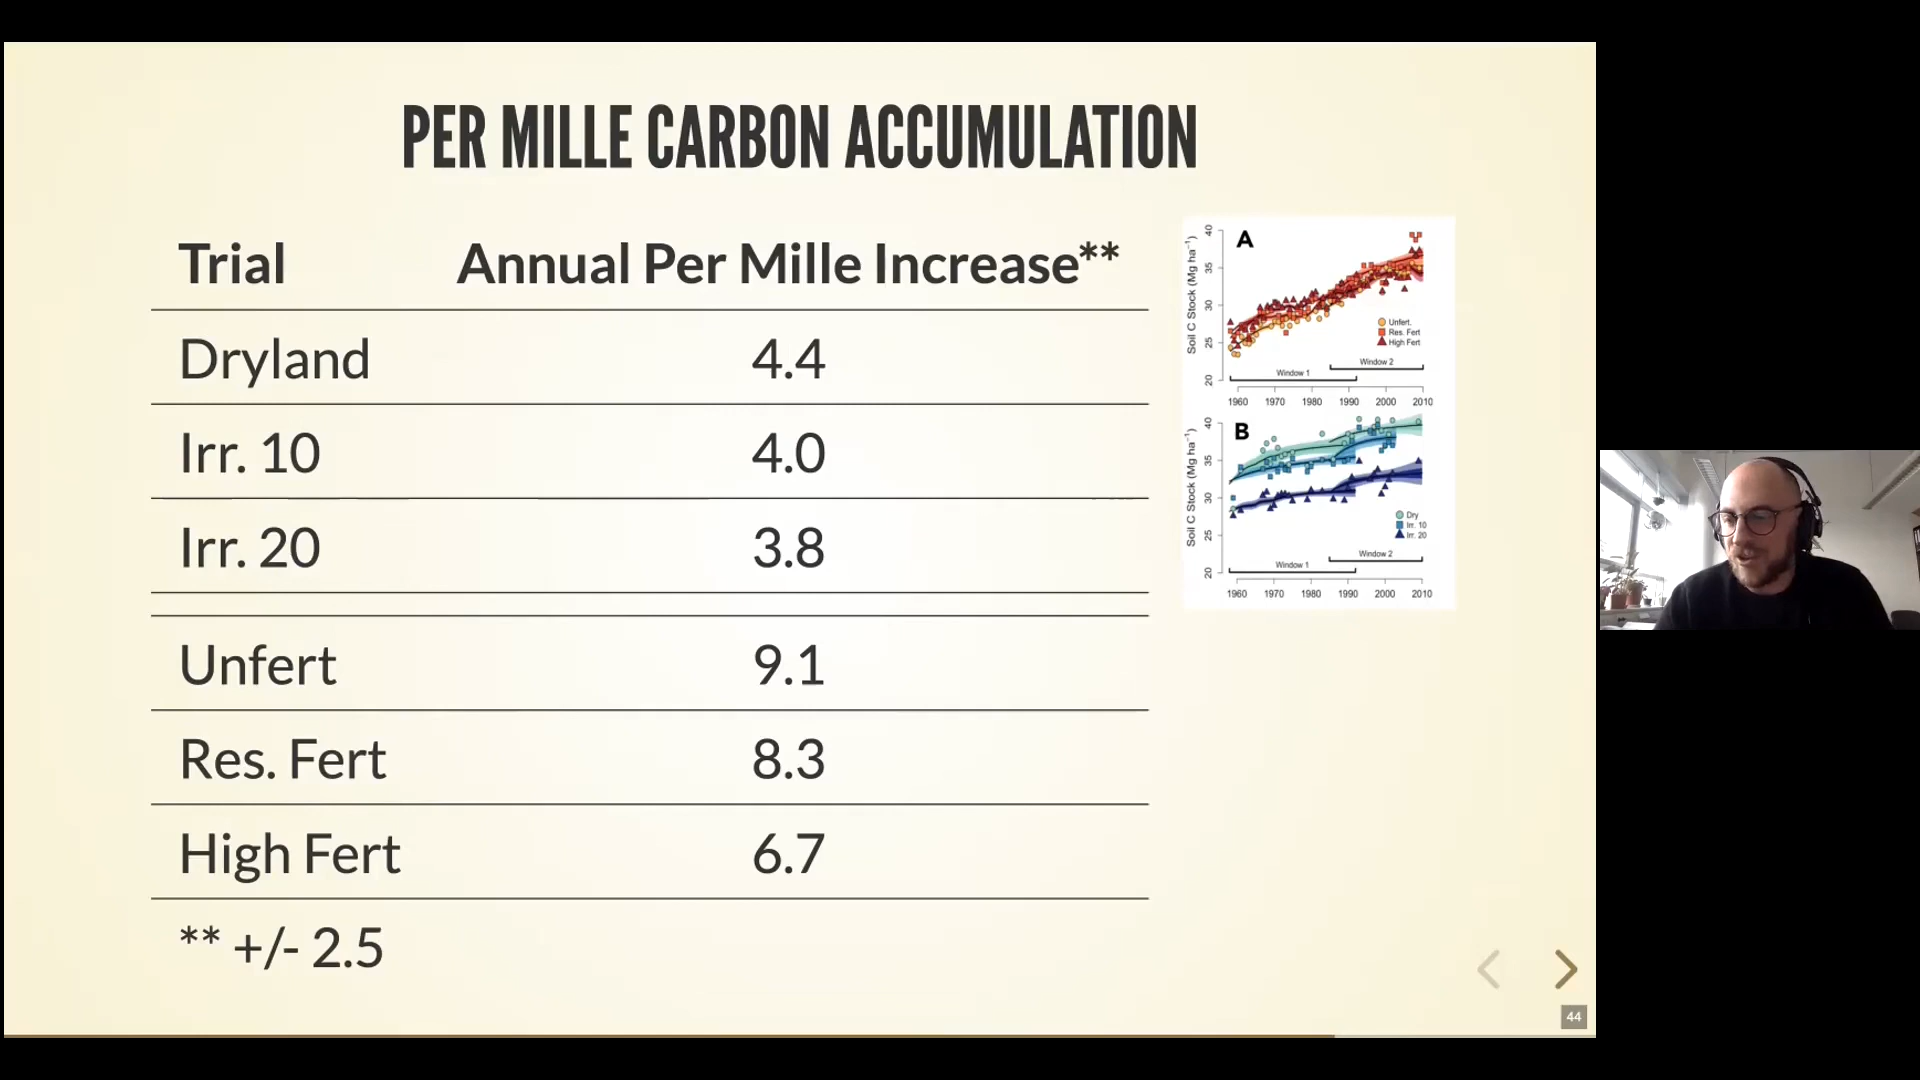 PER MILLE CARBON ACCUMULATION
Trial Annual Per Mille Increase**
Dryland 4.4
Irr. 10 4.0
Irr. 20 3.8
Unfert 9.1
Res. Fert 8.3
High Fert 6.7
** +/- 2.5
A
Soil C Stock (Mg ha⁻¹)
40
35
30
25
20
Unfert.
Res. Fert
High Fert
Window 1
Window 2
1960 1970 1980 1990 2000 2010
B
Soil C Stock (Mg ha⁻¹)
40
35
30
25
20
Dry
Irr. 10
Irr. 20
Window 1
Window 2
1960 1970 1980 1990 2000 2010
44